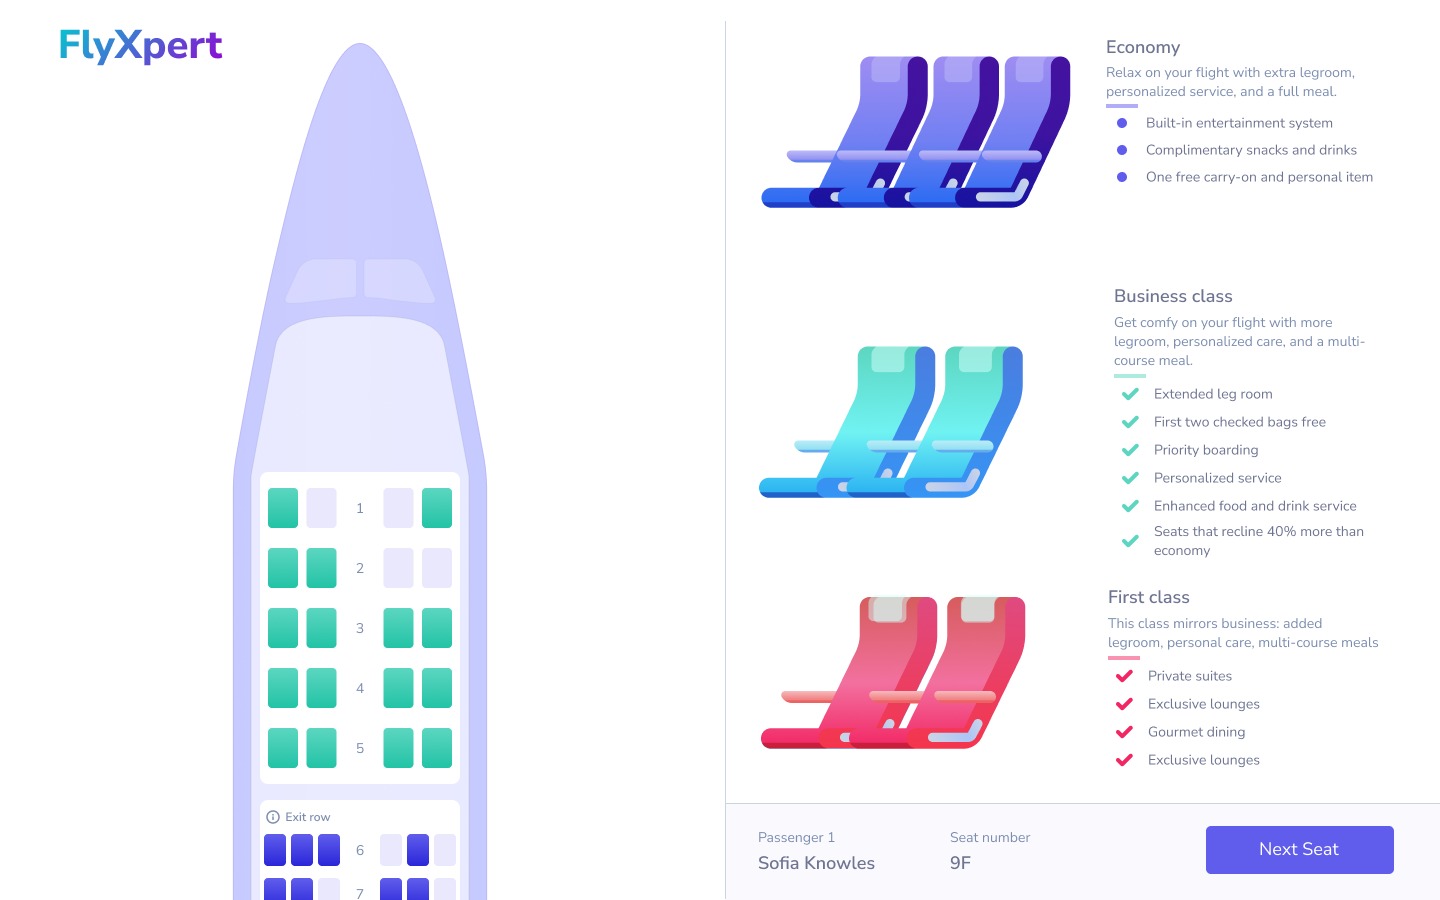 FlyXpert
1
2
3
4
5
Exit row
6
7
Economy
Relax on your flight with extra legroom,
personalized service, and a full meal.
Built-in entertainment system
Complimentary snacks and drinks
One free carry-on and personal item
Business class
Get comfy on your flight with more
legroom, personalized care, and a multi-
course meal.
Extended leg room
First two checked bags free
Priority boarding
Personalized service
Enhanced food and drink service
Seats that recline 40% more than
economy
First class
This class mirrors business: added
legroom, personal care, multi-course meals
Private suites
Exclusive lounges
Gourmet dining
Exclusive lounges
Passenger 1
Sofia Knowles
Seat number
9F
Next Seat